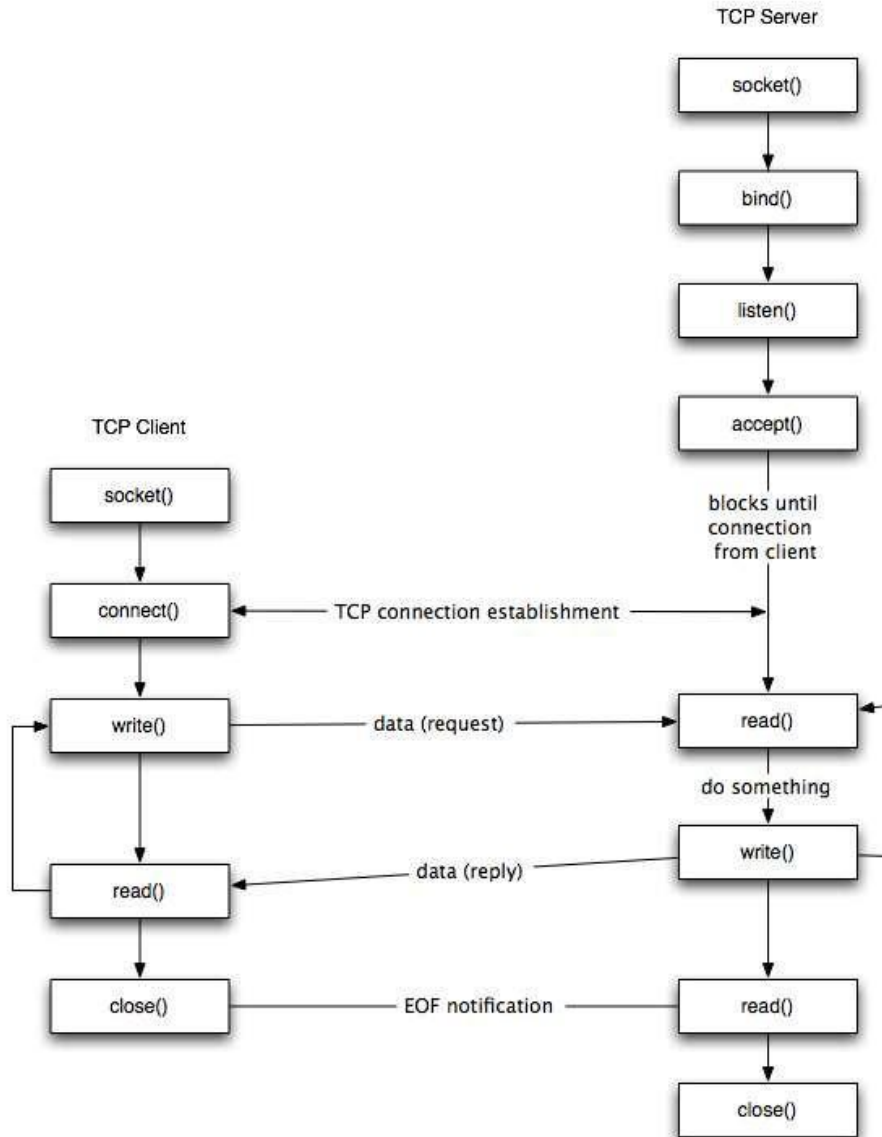 TCP Server
socket()
bind()
listen()
accept()
TCP Client
blocks until
connection
from client
socket()
connect()
TCP connection establishment
write()
data (request)
read()
do something
write()
data (reply)
read()
close()
EOF notification
read()
close()